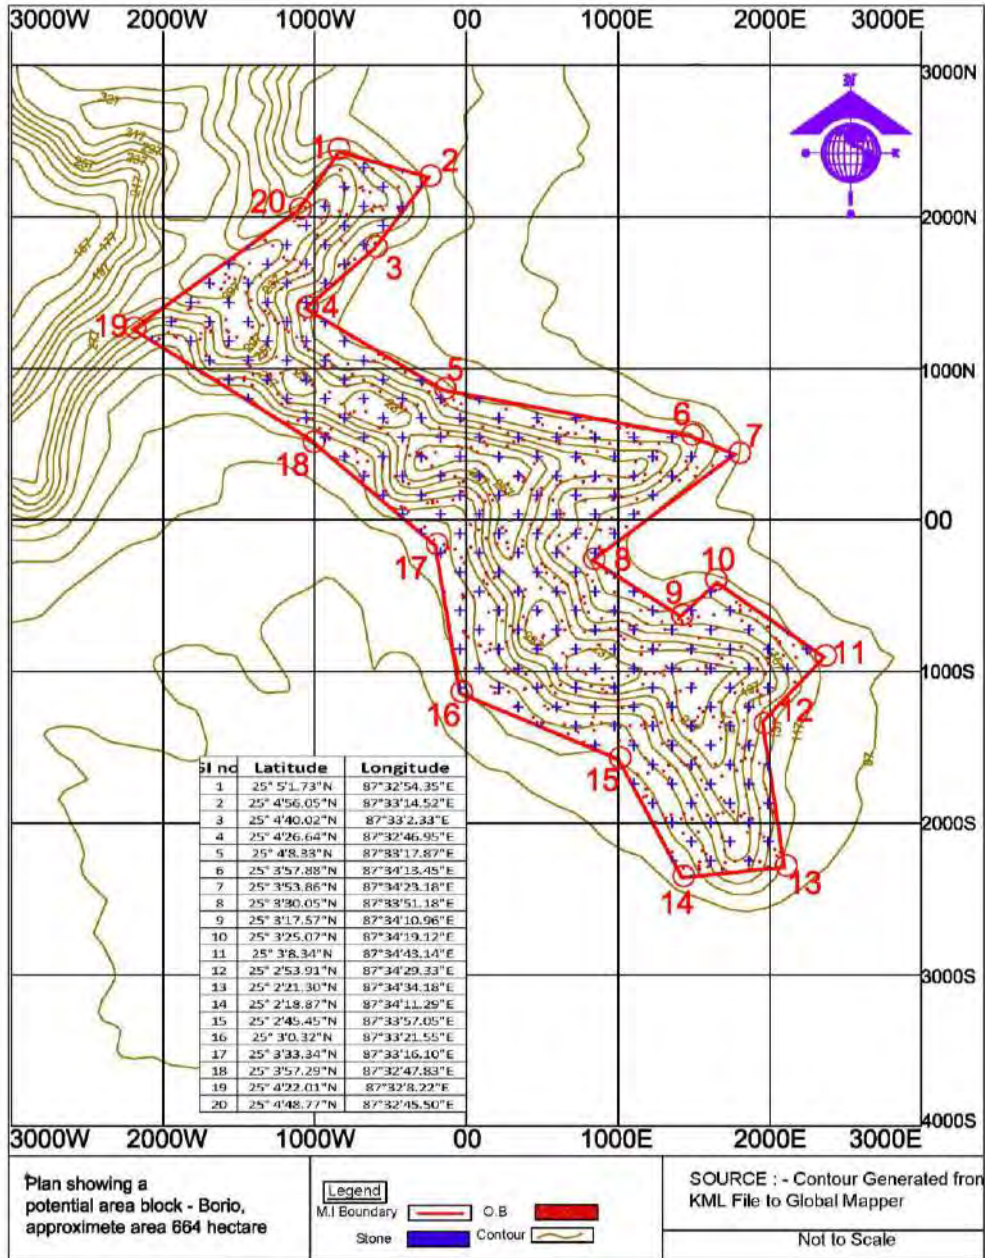 3000W 2000W 1000W 00 1000E 2000E 3000E
3000N
2000N
1000N
00
1000S
2000S
3000S
4000S
1
2
20
3
4
19
5
6
7
18
17
8
9
10
11
12
16
15
14
13
Sl no Latitude Longitude
1 25° 5'1.73"N 87°32'54.35"E
2 25° 4'56.05"N 87°33'14.52"E
3 25° 4'40.02"N 87°33'2.33"E
4 25° 4'26.64"N 87°32'46.95"E
5 25° 4'8.33"N 87°33'17.87"E
6 25° 3'57.88"N 87°34'13.45"E
7 25° 3'53.86"N 87°34'23.18"E
8 25° 3'30.05"N 87°33'51.18"E
9 25° 3'17.57"N 87°34'10.96"E
10 25° 3'25.07"N 87°34'19.12"E
11 25° 3'8.34"N 87°34'43.14"E
12 25° 2'53.91"N 87°34'29.33"E
13 25° 2'21.30"N 87°34'34.18"E
14 25° 2'18.87"N 87°34'11.29"E
15 25° 2'45.45"N 87°33'57.05"E
16 25° 3'0.32"N 87°33'21.55"E
17 25° 3'33.34"N 87°33'16.10"E
18 25° 3'57.29"N 87°32'47.83"E
19 25° 4'22.01"N 87°32'8.22"E
20 25° 4'48.77"N 87°32'45.50"E
3000W 2000W 1000W 00 1000E 2000E 3000E
Plan showing a
potential area block - Borio,
approximete area 664 hectare
Legend
M.I Boundary O.B
Stone Contour
SOURCE : - Contour Generated from
KML File to Global Mapper
Not to Scale